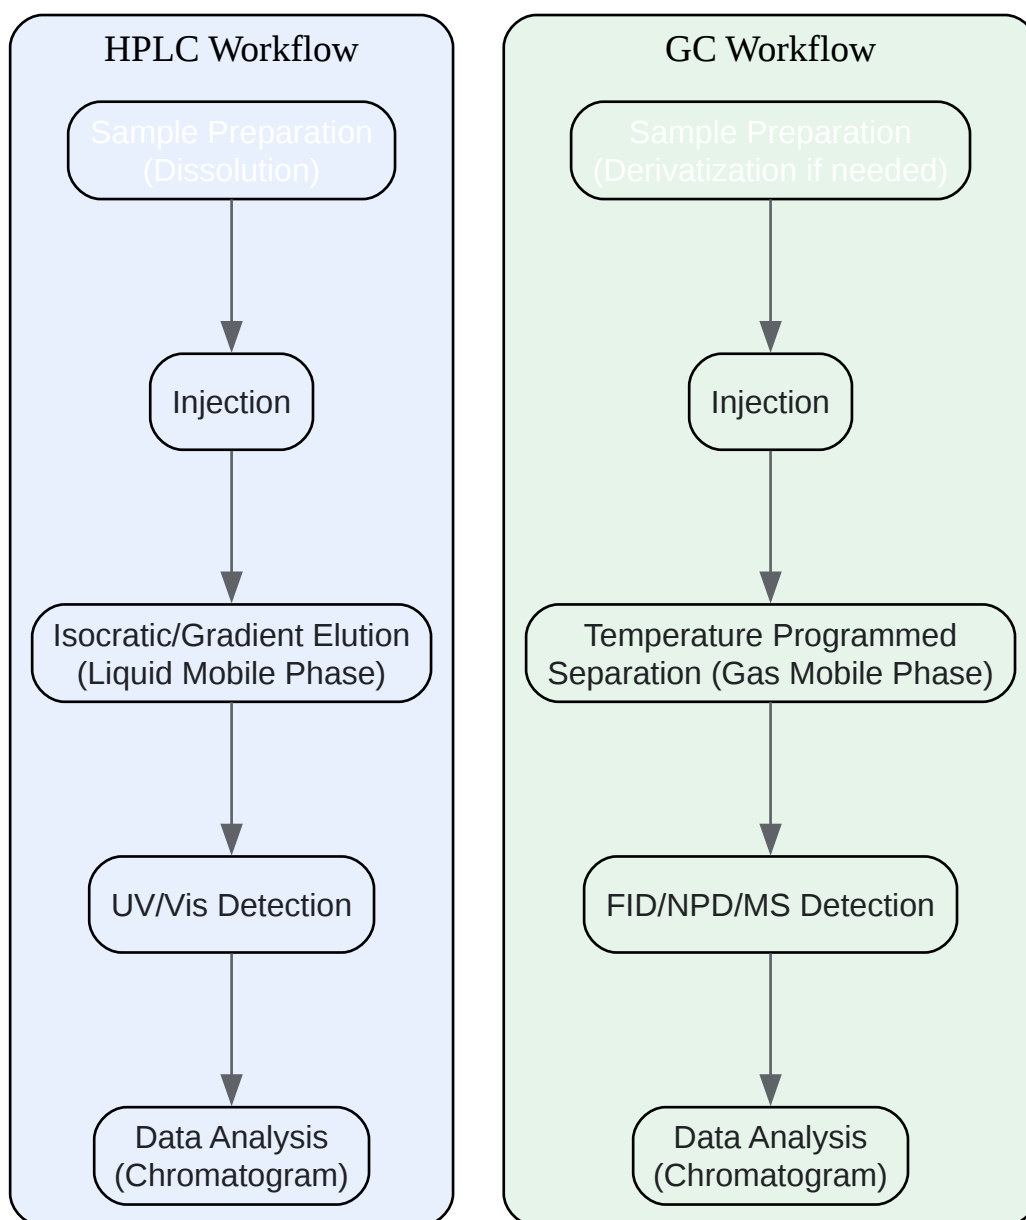 HPLC Workflow
Sample Preparation
(Dissolution)
Injection
Isocratic/Gradient Elution
(Liquid Mobile Phase)
UV/Vis Detection
Data Analysis
(Chromatogram)
GC Workflow
Sample Preparation
(Derivatization if needed)
Injection
Temperature Programmed
Separation (Gas Mobile Phase)
FID/NPD/MS Detection
Data Analysis
(Chromatogram)